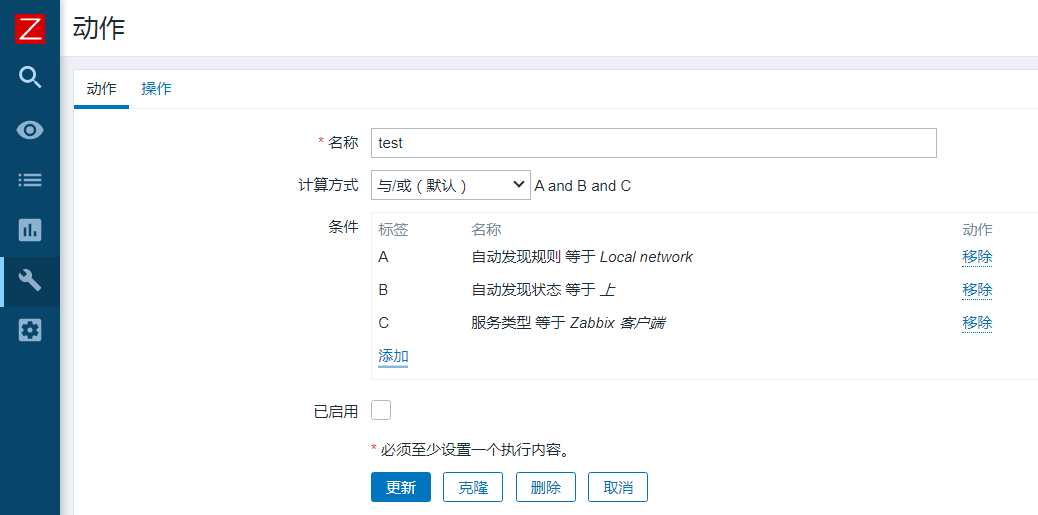 Z
动作
动作 操作
* 名称 test
计算方式 与/或（默认） A and B and C
条件 标签 名称 动作
A 自动发现规则 等于 Local network 移除
B 自动发现状态 等于 上 移除
C 服务类型 等于 Zabbix 客户端 移除
添加
已启用
* 必须至少设置一个执行内容。
更新 克隆 删除 取消